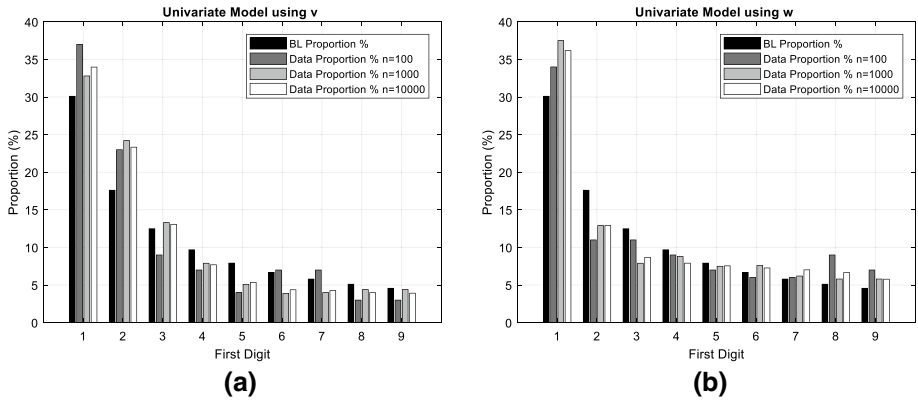 Univariate Model using v
40
35
30
25
20
15
10
5
0
Proportion (%)
BL Proportion %
Data Proportion % n=100
Data Proportion % n=1000
Data Proportion % n=10000
1 2 3 4 5 6 7 8 9
First Digit
(a)
Univariate Model using w
40
35
30
25
20
15
10
5
0
Proportion (%)
BL Proportion %
Data Proportion % n=100
Data Proportion % n=1000
Data Proportion % n=10000
1 2 3 4 5 6 7 8 9
First Digit
(b)